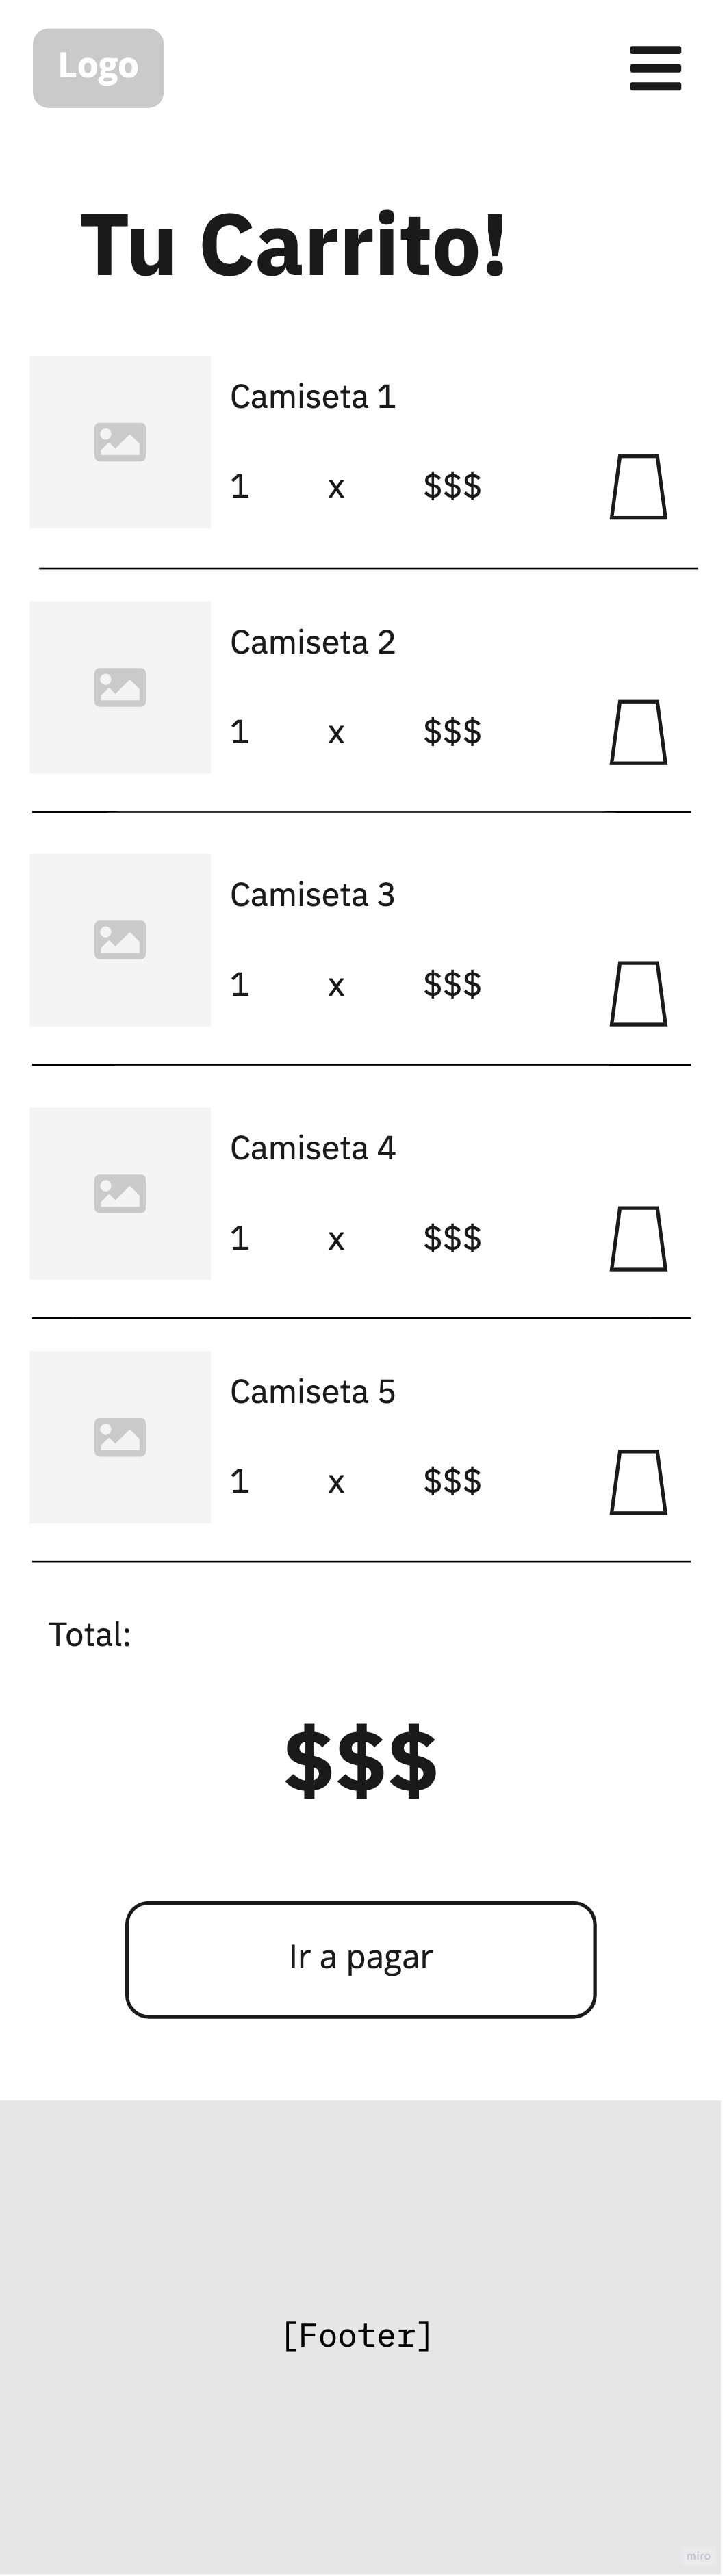 Logo
Tu Carrito!
Camiseta 1
1 x $$$
Camiseta 2
1 x $$$
Camiseta 3
1 x $$$
Camiseta 4
1 x $$$
Camiseta 5
1 x $$$
Total:
$$$
Ir a pagar
[Footer]
miro